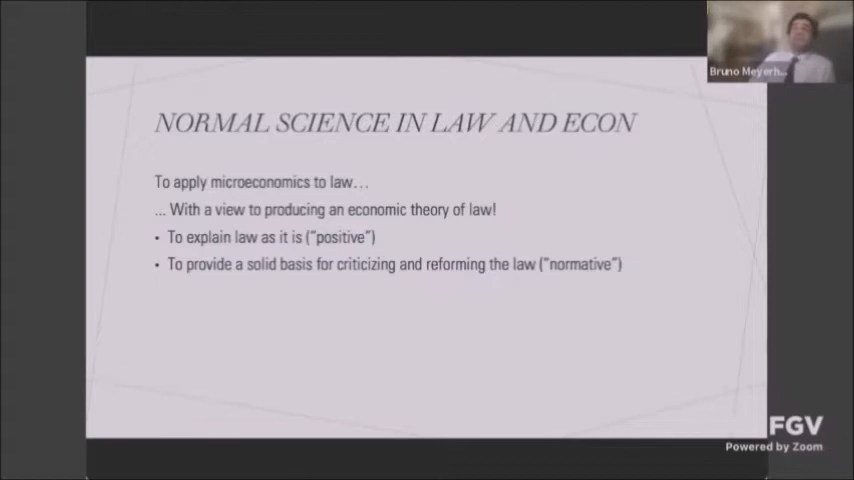 Bruno Meyerh...
NORMAL SCIENCE IN LAW AND ECON
To apply microeconomics to law…
... With a view to producing an economic theory of law!
• To explain law as it is ("positive")
• To provide a solid basis for criticizing and reforming the law ("normative")
FGV
Powered by Zoom